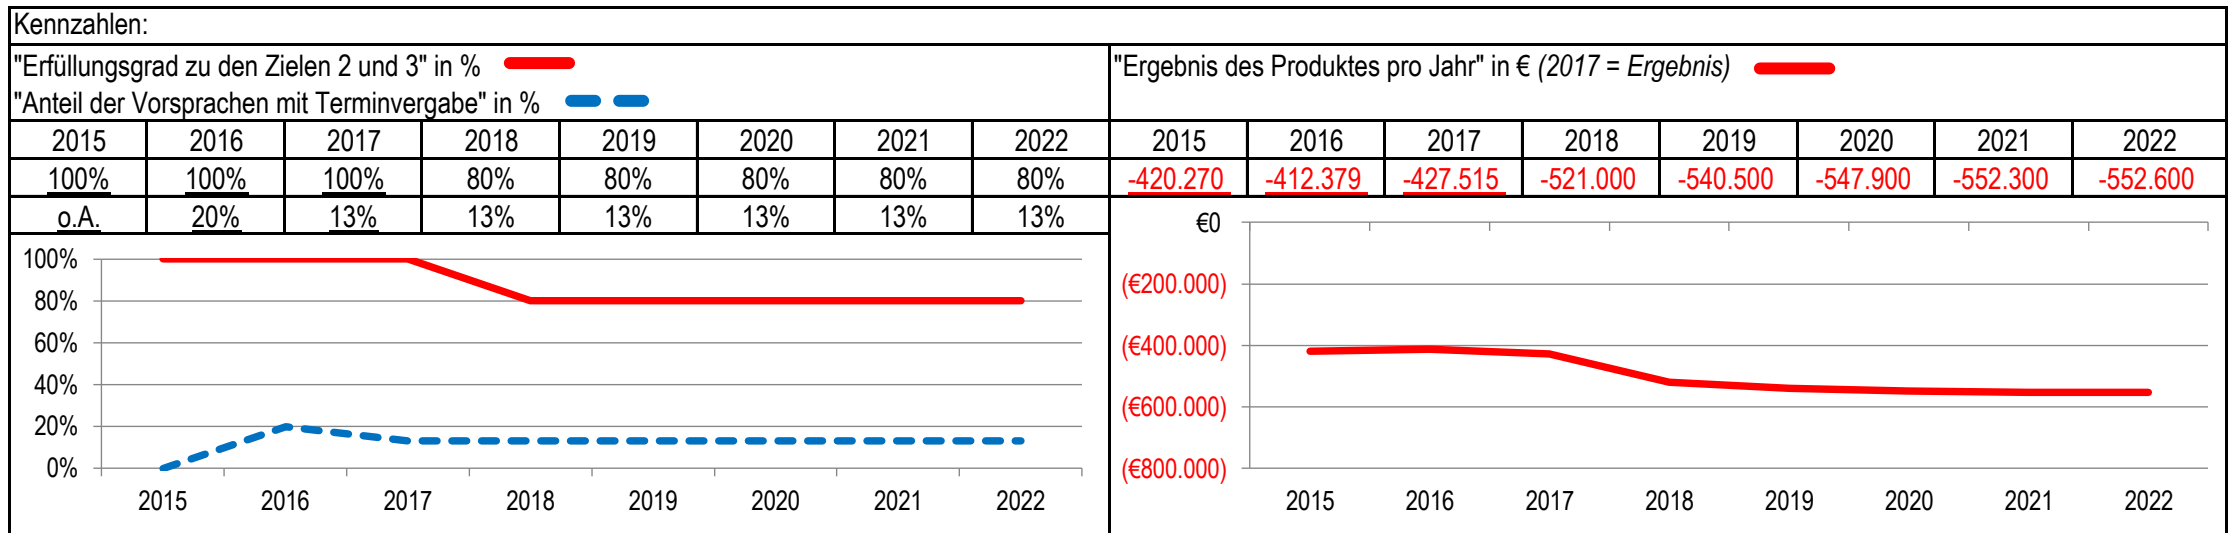 Kennzahlen:
"Erfüllungsgrad zu den Zielen 2 und 3" in %
"Anteil der Vorsprachen mit Terminvergabe" in %
2015 2016 2017 2018 2019 2020 2021 2022
100% 100% 100% 80% 80% 80% 80% 80%
o.A. 20% 13% 13% 13% 13% 13% 13%
100%
80%
60%
40%
20%
0%
2015 2016 2017 2018 2019 2020 2021 2022
"Ergebnis des Produktes pro Jahr" in € (2017 = Ergebnis)
2015 2016 2017 2018 2019 2020 2021 2022
-420.270 -412.379 -427.515 -521.000 -540.500 -547.900 -552.300 -552.600
€0
(€200.000)
(€400.000)
(€600.000)
(€800.000)
2015 2016 2017 2018 2019 2020 2021 2022